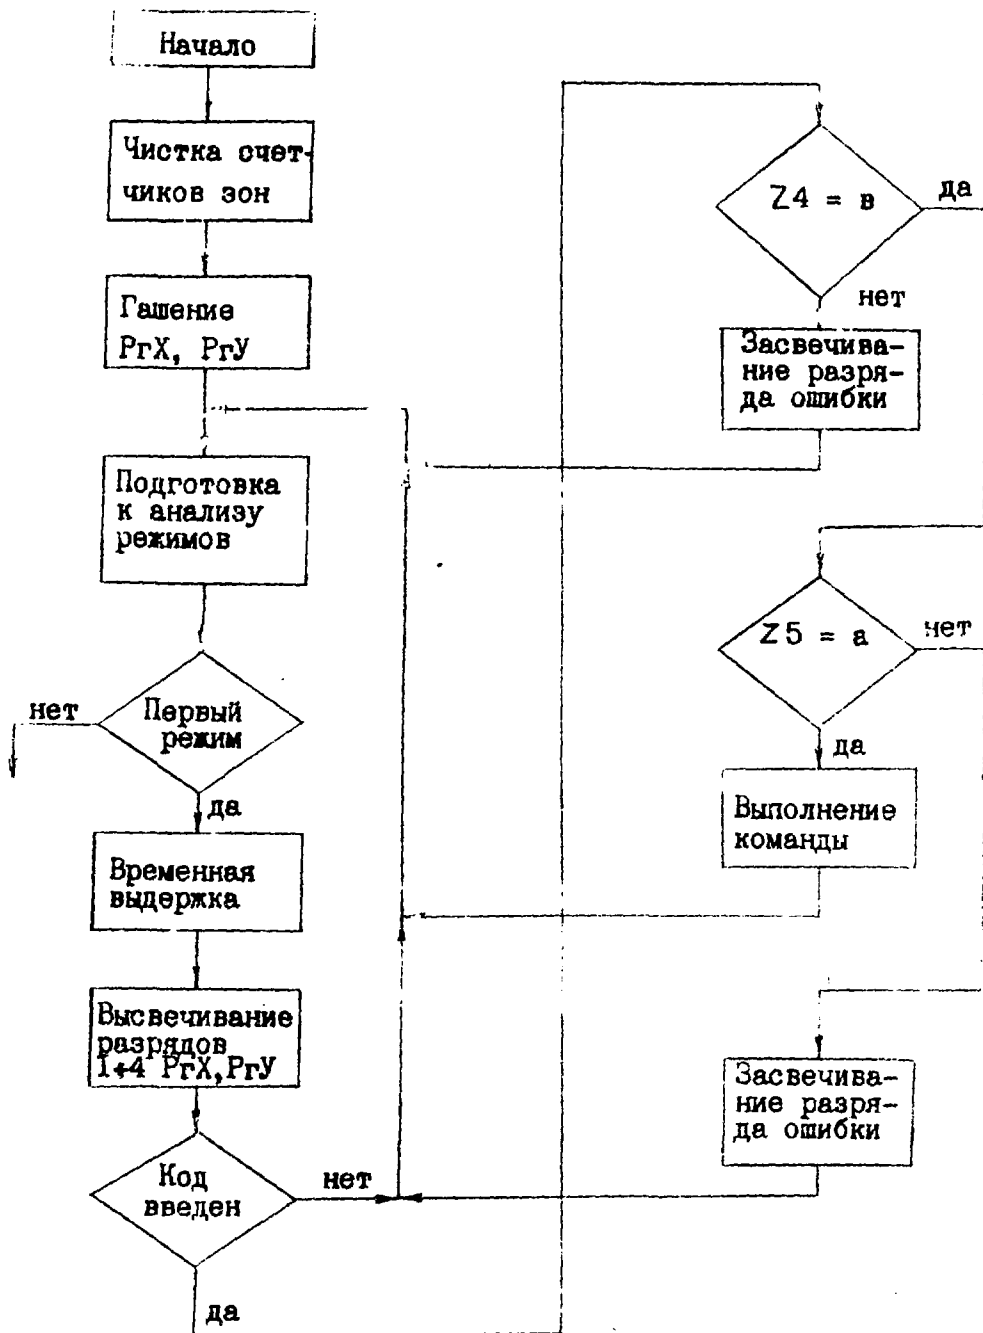 Начало
Чистка счет-
чиков зон
Гашение
РгХ, РгУ
Подготовка
к анализу
режимов
Первый
режим
нет
да
Временная
выдержка
Высвечивание
разрядов
1÷4 РгХ, РгУ
Код
введен
нет
да
Z4 = в
да
нет
Засвечива-
ние разря-
да ошибки
Z5 = а
нет
да
Выполнение
команды
Засвечива-
ние разря-
да ошибки